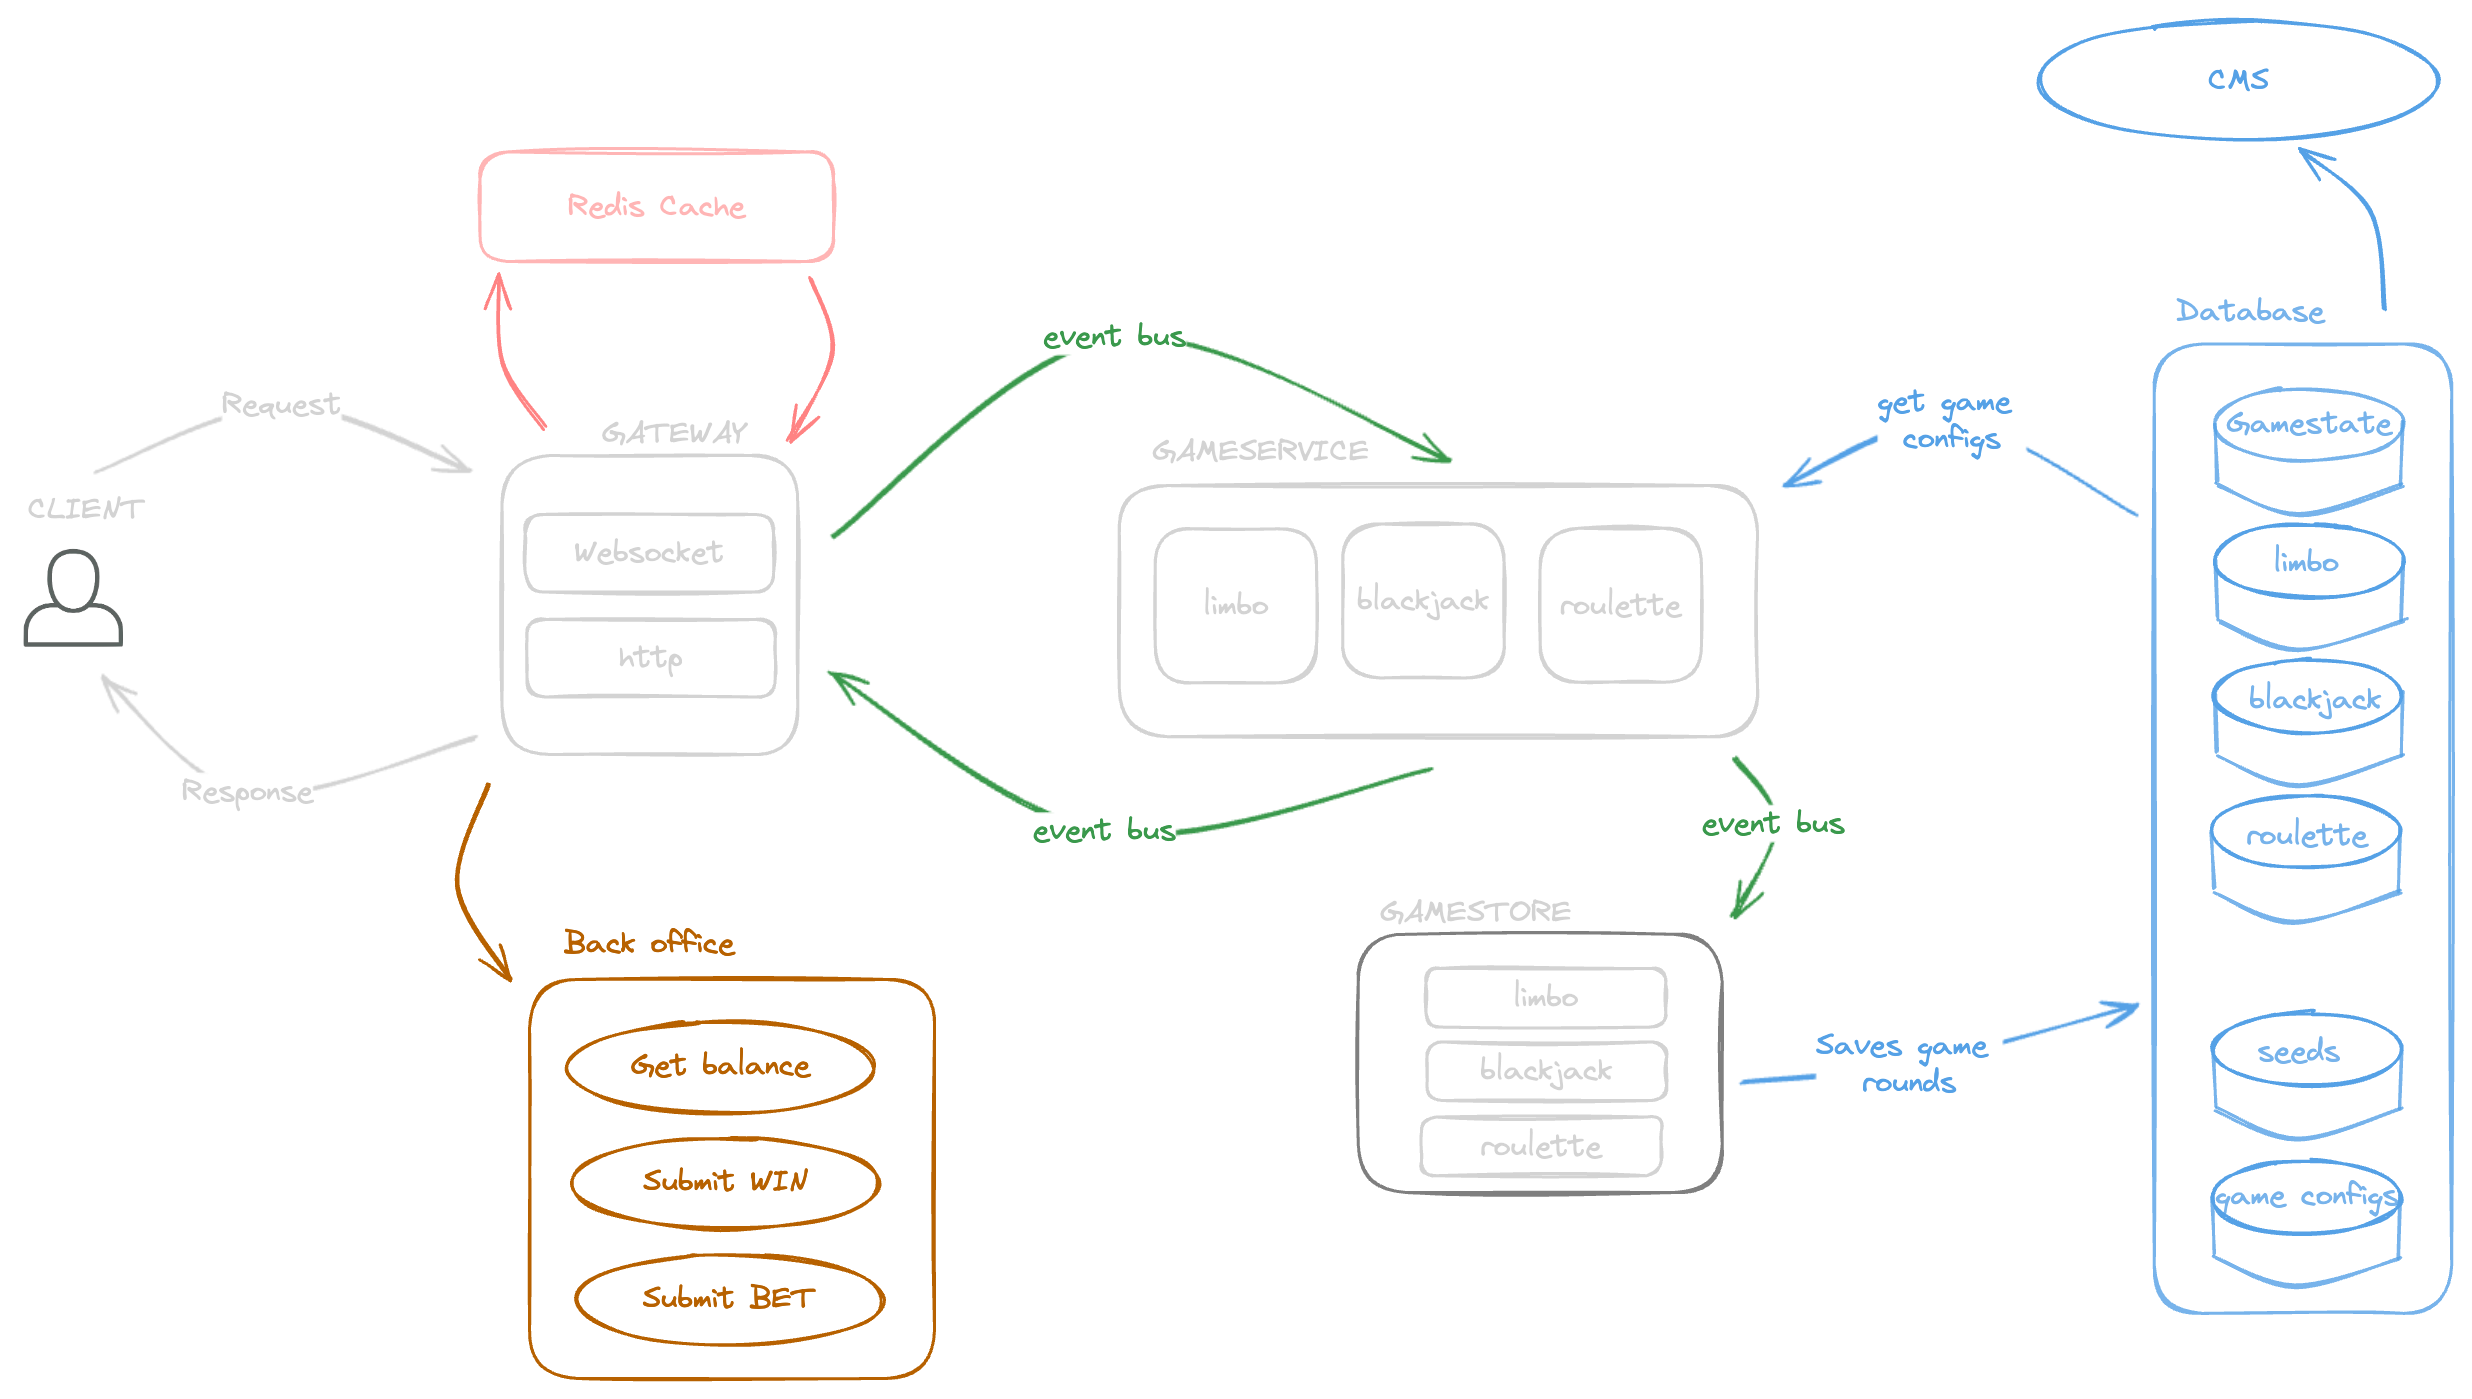 CMS
Redis Cache
Database
event bus
Request
GATEWAY
GAMESERVICE
get game
configs
Gamestate
CLIENT
Websocket
http
limbo
blackjack
roulette
limbo
blackjack
roulette
Response
event bus
event bus
GAMESTORE
limbo
blackjack
roulette
Saves game
rounds
seeds
game configs
Back office
Get balance
Submit WIN
Submit BET